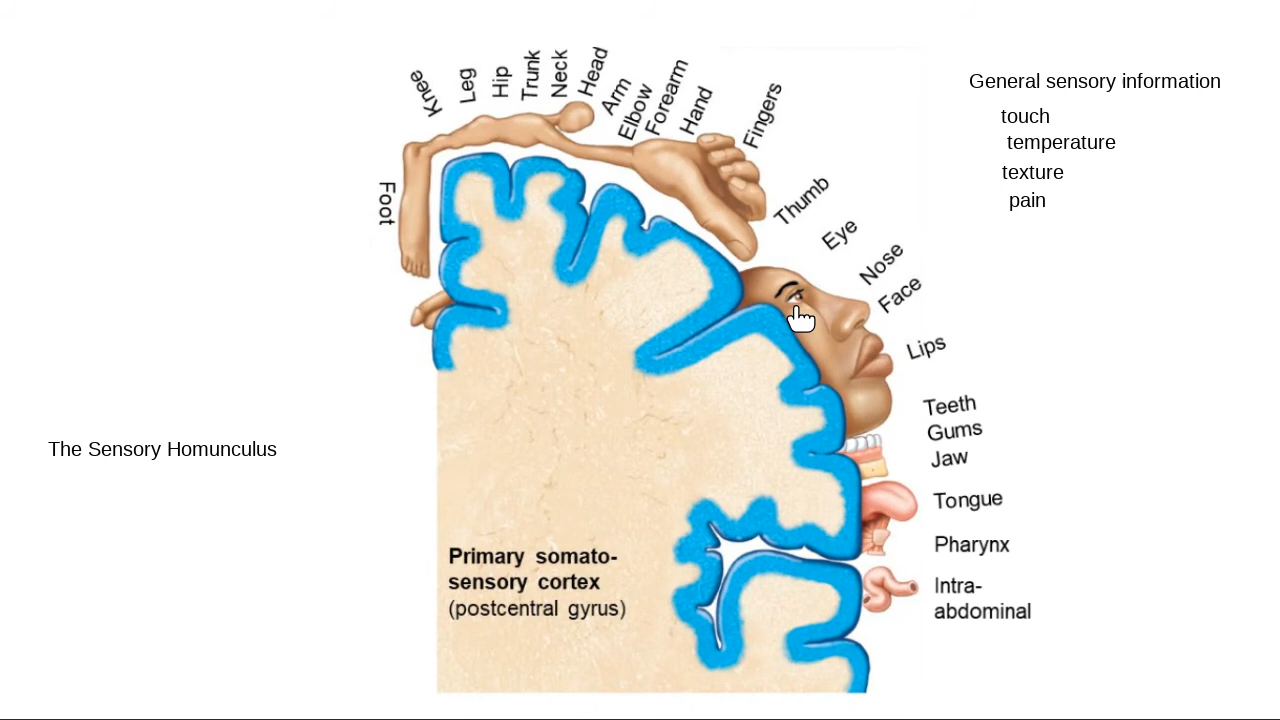 Knee
Leg
Hip
Trunk
Neck
Head
Arm
Elbow
Forearm
Hand
Fingers
Foot
Thumb
Eye
Nose
Face
Lips
Teeth
Gums
Jaw
Tongue
Pharynx
Intra-
abdominal
General sensory information
touch
temperature
texture
pain
The Sensory Homunculus
Primary somato-
sensory cortex
(postcentral gyrus)